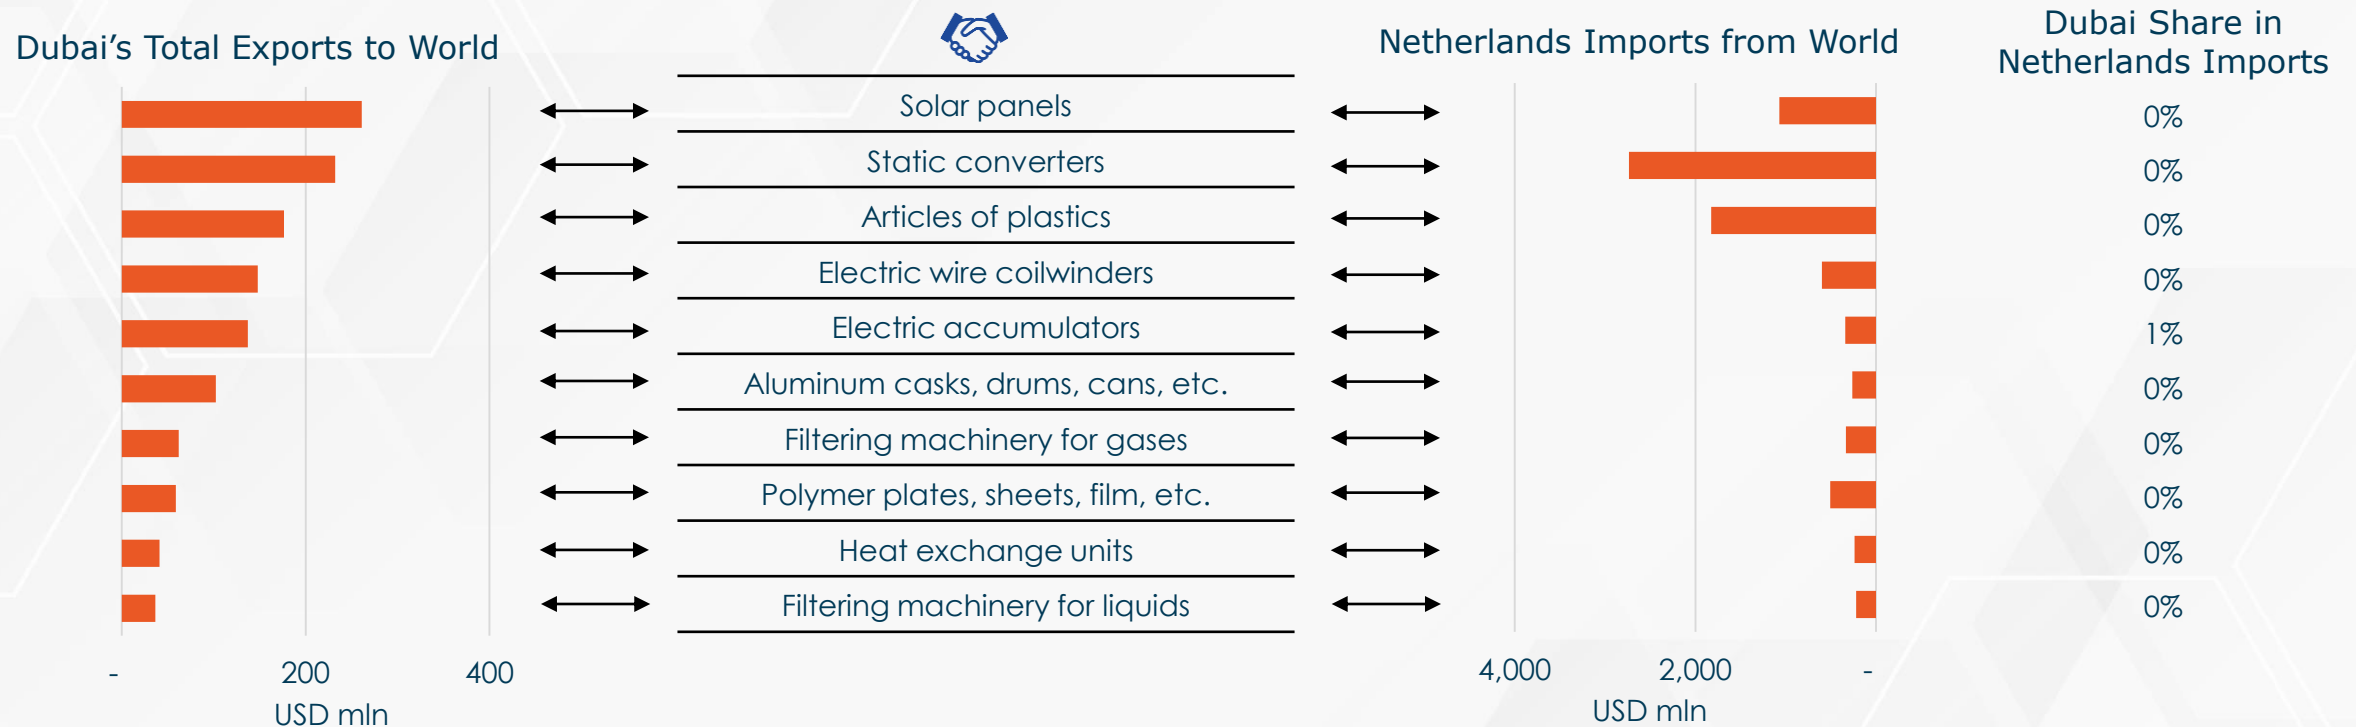 Dubai’s Total Exports to World
Netherlands Imports from World
Dubai Share in
Netherlands Imports
Solar panels
0%
Static converters
0%
Articles of plastics
0%
Electric wire coilwinders
0%
Electric accumulators
1%
Aluminum casks, drums, cans, etc.
0%
Filtering machinery for gases
0%
Polymer plates, sheets, film, etc.
0%
Heat exchange units
0%
Filtering machinery for liquids
0%
- 200 400
USD mln
4,000 2,000 -
USD mln